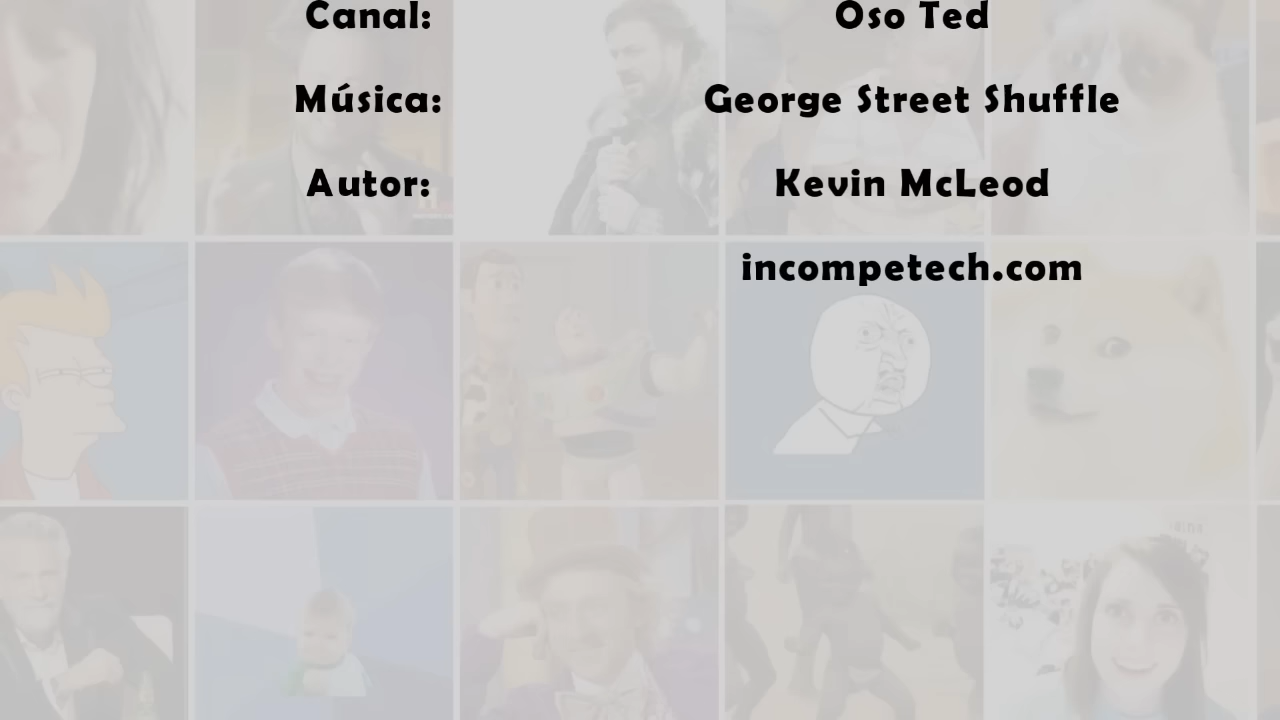 Canal: Oso Ted
Música: George Street Shuffle
Autor: Kevin McLeod
incompetech.com